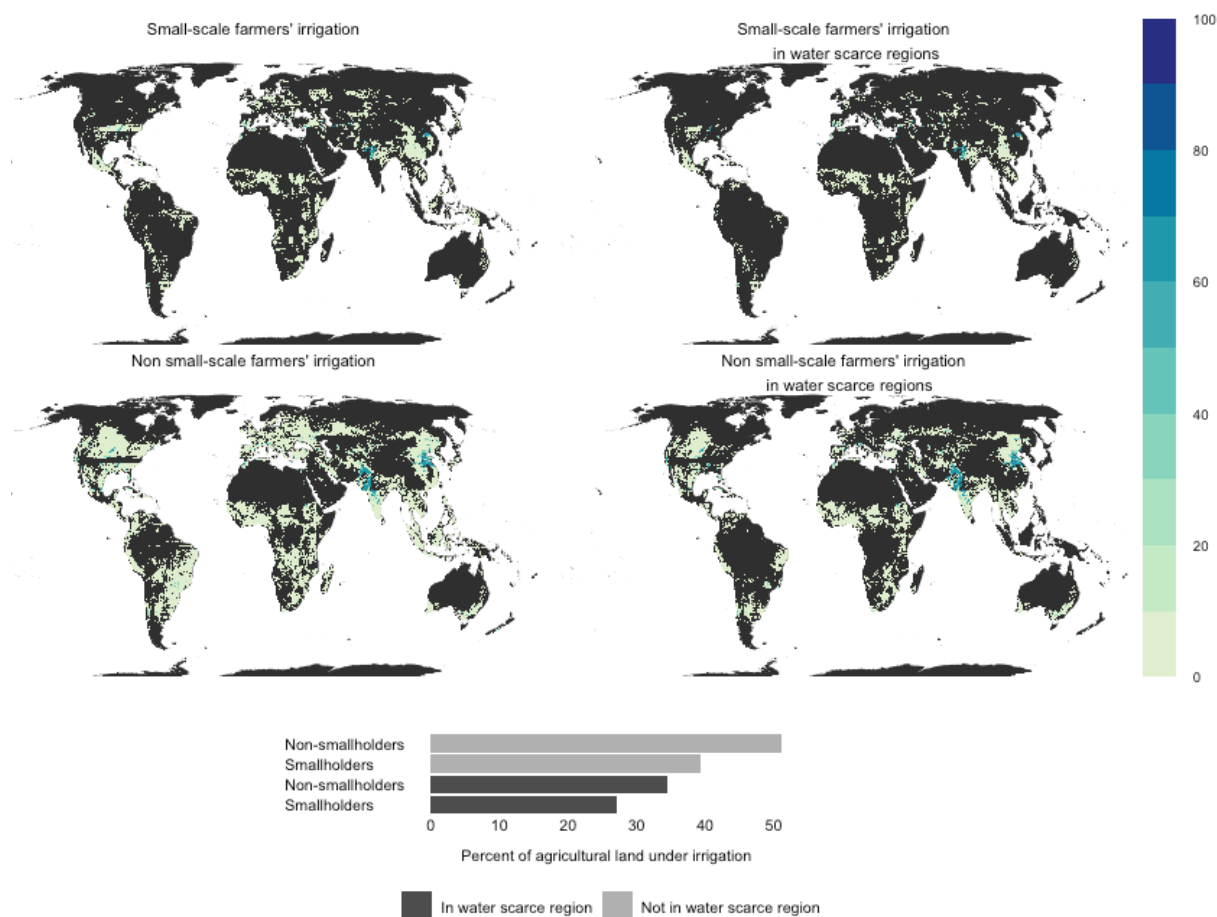 Small-scale farmers' irrigation
Small-scale farmers' irrigation
in water scarce regions
100
80
60
40
20
0
Non small-scale farmers' irrigation
Non small-scale farmers' irrigation
in water scarce regions
Non-smallholders
Smallholders
Non-smallholders
Smallholders
0 10 20 30 40 50
Percent of agricultural land under irrigation
In water scarce region Not in water scarce region